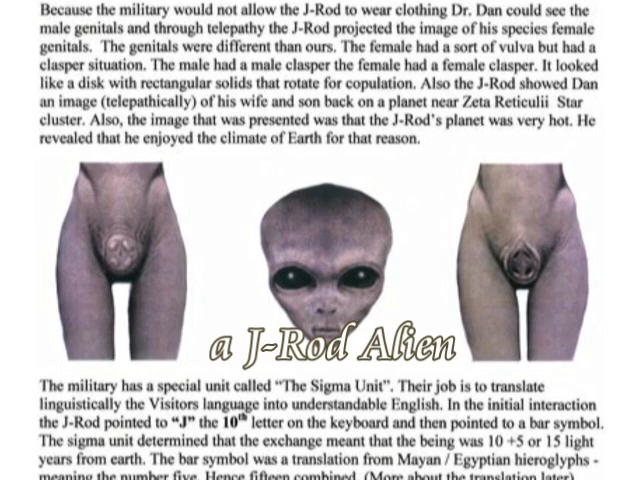 Because the military would not allow the J-Rod to wear clothing Dr. Dan could see the
male genitals and through telepathy the J-Rod projected the image of his species female
genitals. The genitals were different than ours. The female had a sort of vulva but had a
clasper situation. The male had a male clasper the female had a female clasper. It looked
like a disk with rectangular solids that rotate for copulation. Also the J-Rod showed Dan
an image (telepathically) of his wife and son back on a planet near Zeta Reticulii Star
cluster. Also, the image that was presented was that the J-Rod's planet was very hot. He
revealed that he enjoyed the climate of Earth for that reason.
a J-Rod Alien
The military has a special unit called “The Sigma Unit”. Their job is to translate
linguistically the Visitors language into understandable English. In the initial interaction
the J-Rod pointed to “J” the 10th letter on the keyboard and then pointed to a bar symbol.
The sigma unit determined that the exchange meant that the being was 10 +5 or 15 light
years from earth. The bar symbol was a translation from Mayan / Egyptian hieroglyphs -
meaning the number five. Hence fifteen combined. (More about the translation later)